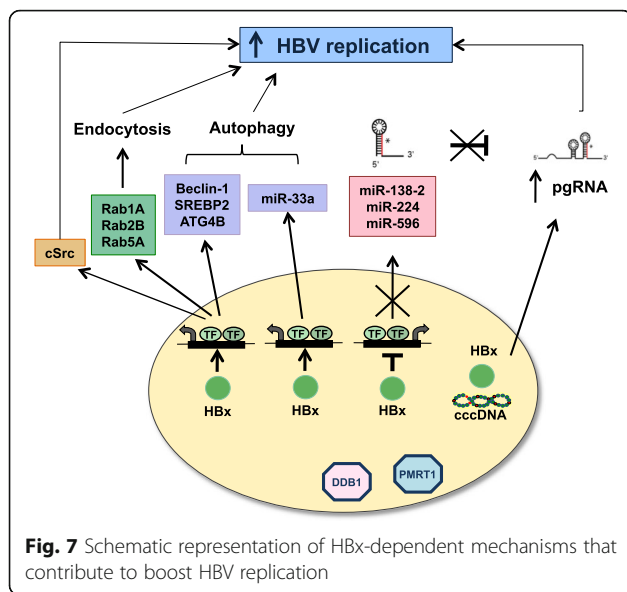 HBV replication
Endocytosis
Autophagy
*
5'
3'
*
5'
3'
pgRNA
Rab1A
Rab2B
Rab5A
Beclin-1
SREBP2
ATG4B
miR-33a
miR-138-2
miR-224
miR-596
cSrc
TF TF
TF TF
TF TF
HBx
HBx
HBx
HBx
cccDNA
DDB1
PMRT1
Fig. 7 Schematic representation of HBx-dependent mechanisms that
contribute to boost HBV replication